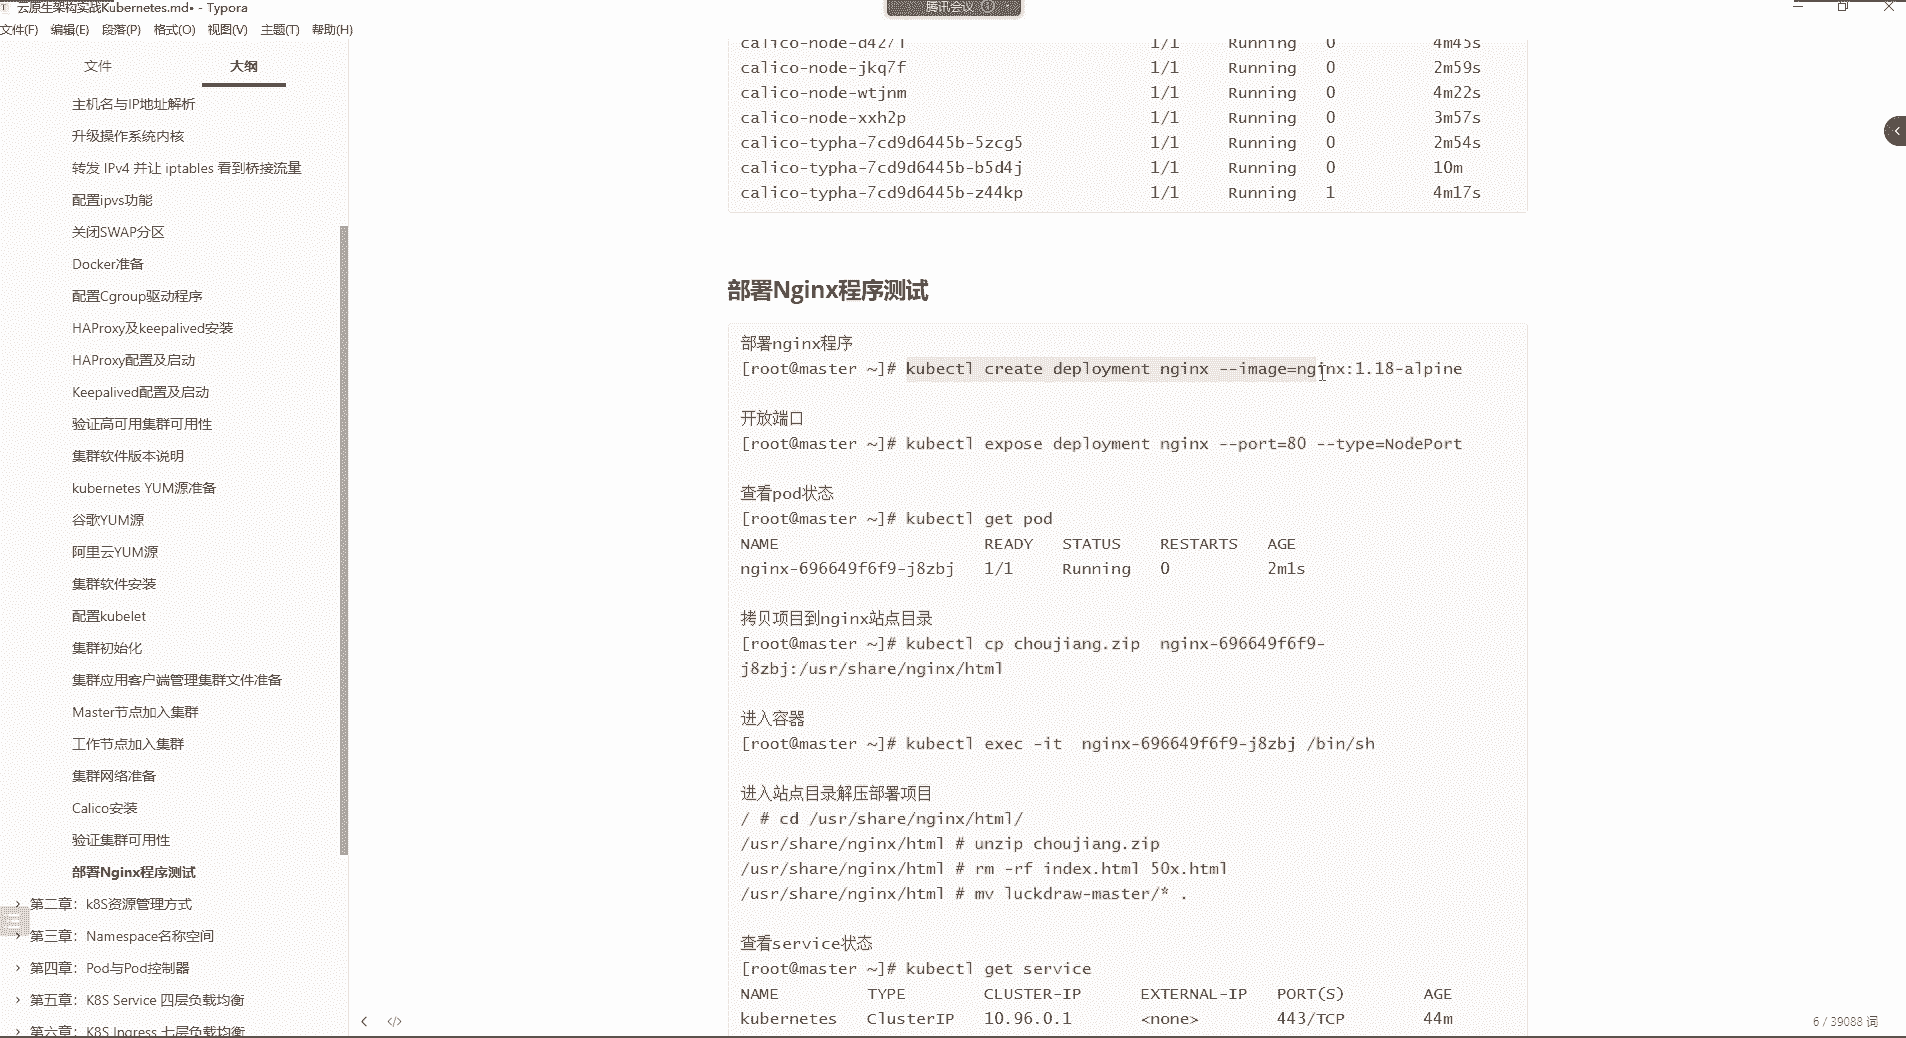 云原生架构实战Kubernetes.md• - Typora
腾讯会议
文件(F) 编辑(E) 段落(P) 格式(O) 视图(V) 主题(T) 帮助(H)
文件 大纲
主机名与IP地址解析
升级操作系统内核
转发 IPv4 并让 iptables 看到桥接流量
配置ipvs功能
关闭SWAP分区
Docker准备
配置Cgroup驱动程序
HAProxy及keepalived安装
HAProxy配置及启动
Keepalived配置及启动
验证高可用集群可用性
集群软件版本说明
kubernetes YUM源准备
谷歌YUM源
阿里云YUM源
集群软件安装
配置kubelet
集群初始化
集群应用客户端管理集群文件准备
Master节点加入集群
工作节点加入集群
集群网络准备
Calico安装
验证集群可用性
部署Nginx程序测试
第二章：k8S资源管理方式
第三章：Namespace名称空间
第四章：Pod与Pod控制器
第五章：K8S Service 四层负载均衡
第六章：K8S Ingress 七层负载均衡
calico-node-d427l 1/1 Running 0 4m45s
calico-node-jkq7f 1/1 Running 0 2m59s
calico-node-wtjnm 1/1 Running 0 4m22s
calico-node-xxh2p 1/1 Running 0 3m57s
calico-typha-7cd9d6445b-5zcg5 1/1 Running 0 2m54s
calico-typha-7cd9d6445b-b5d4j 1/1 Running 0 10m
calico-typha-7cd9d6445b-z44kp 1/1 Running 1 4m17s
部署Nginx程序测试
部署nginx程序
[root@master ~]# kubectl create deployment nginx --image=nginx:1.18-alpine
开放端口
[root@master ~]# kubectl expose deployment nginx --port=80 --type=NodePort
查看pod状态
[root@master ~]# kubectl get pod
NAME READY STATUS RESTARTS AGE
nginx-696649f6f9-j8zbj 1/1 Running 0 2m1s
拷贝项目到nginx站点目录
[root@master ~]# kubectl cp choujiang.zip nginx-696649f6f9-
j8zbj:/usr/share/nginx/html
进入容器
[root@master ~]# kubectl exec -it nginx-696649f6f9-j8zbj /bin/sh
进入站点目录解压部署项目
/ # cd /usr/share/nginx/html/
/usr/share/nginx/html # unzip choujiang.zip
/usr/share/nginx/html # rm -rf index.html 50x.html
/usr/share/nginx/html # mv luckdraw-master/* .
查看service状态
[root@master ~]# kubectl get service
NAME TYPE CLUSTER-IP EXTERNAL-IP PORT(S) AGE
kubernetes ClusterIP 10.96.0.1 <none> 443/TCP 44m
6 / 39088 词